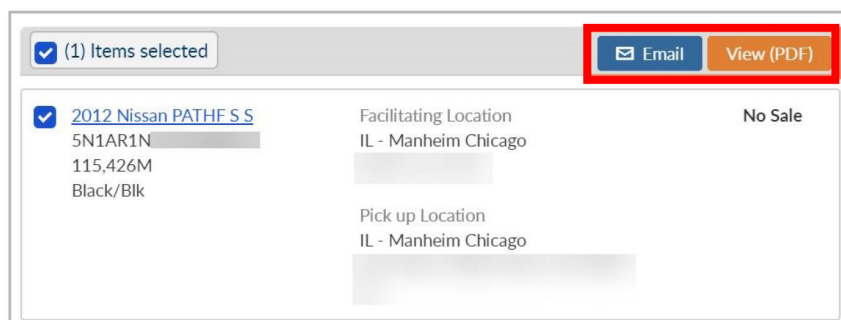 (1) Items selected
Email
View (PDF)
2012 Nissan PATHF S S
5N1AR1N
115,426M
Black/Blk
Facilitating Location
IL - Manheim Chicago
Pick up Location
IL - Manheim Chicago
No Sale